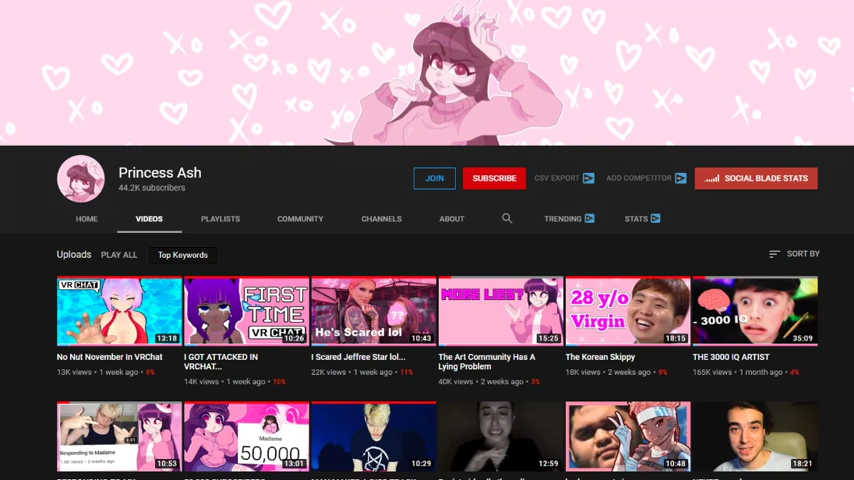 Princess Ash
44.2K subscribers
JOIN SUBSCRIBE CSV EXPORT ADD COMPETITOR SOCIAL BLADE STATS
HOME VIDEOS PLAYLISTS COMMUNITY CHANNELS ABOUT TRENDING STATS
Uploads PLAY ALL Top Keywords SORT BY
VRCHAT
13:18
No Nut November In VRChat
13K views • 1 week ago • 9%
FIRST
TIME
VRCHAT
10:26
I GOT ATTACKED IN
VRCHAT...
14K views • 1 week ago • 10%
??
He's Scared lol
10:43
I Scared Jeffree Star lol...
22K views • 1 week ago • 11%
MORE LIES?
15:25
The Art Community Has A
Lying Problem
40K views • 2 weeks ago • 3%
28 y/o
Virgin
18:15
The Korean Skippy
18K views • 2 weeks ago • 9%
- 3000 IQ
35:09
THE 3000 IQ ARTIST
165K views • 1 month ago • 4%
Responding to Madame
10:53
Madame
50,000
13:01
10:29
12:59
10:48
18:21